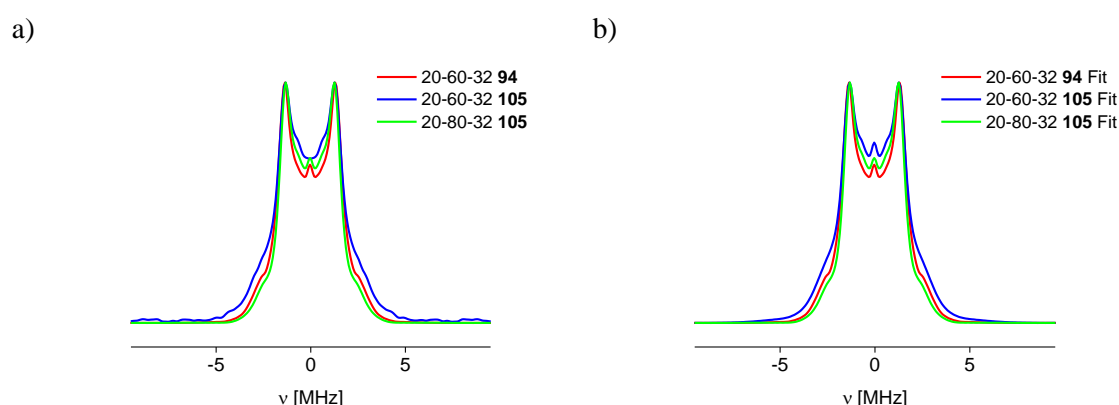 a)
20-60-32 94
20-60-32 105
20-80-32 105
-5 0 5
ν [MHz]
b)
20-60-32 94 Fit
20-60-32 105 Fit
20-80-32 105 Fit
-5 0 5
ν [MHz]